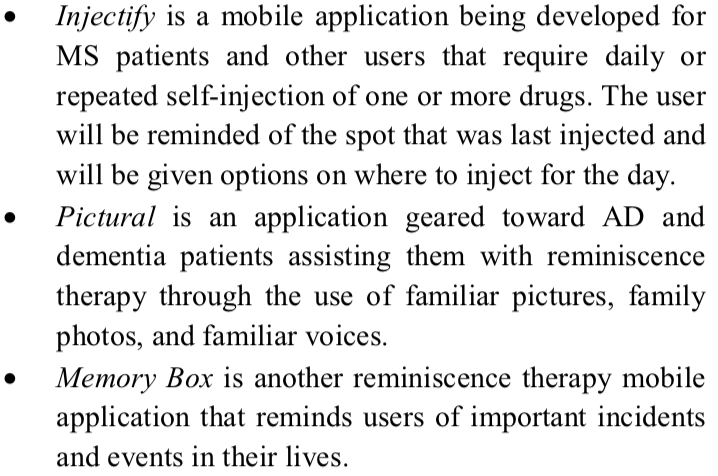 • Injectify is a mobile application being developed for
MS patients and other users that require daily or
repeated self-injection of one or more drugs. The user
will be reminded of the spot that was last injected and
will be given options on where to inject for the day.
• Pictural is an application geared toward AD and
dementia patients assisting them with reminiscence
therapy through the use of familiar pictures, family
photos, and familiar voices.
• Memory Box is another reminiscence therapy mobile
application that reminds users of important incidents
and events in their lives.